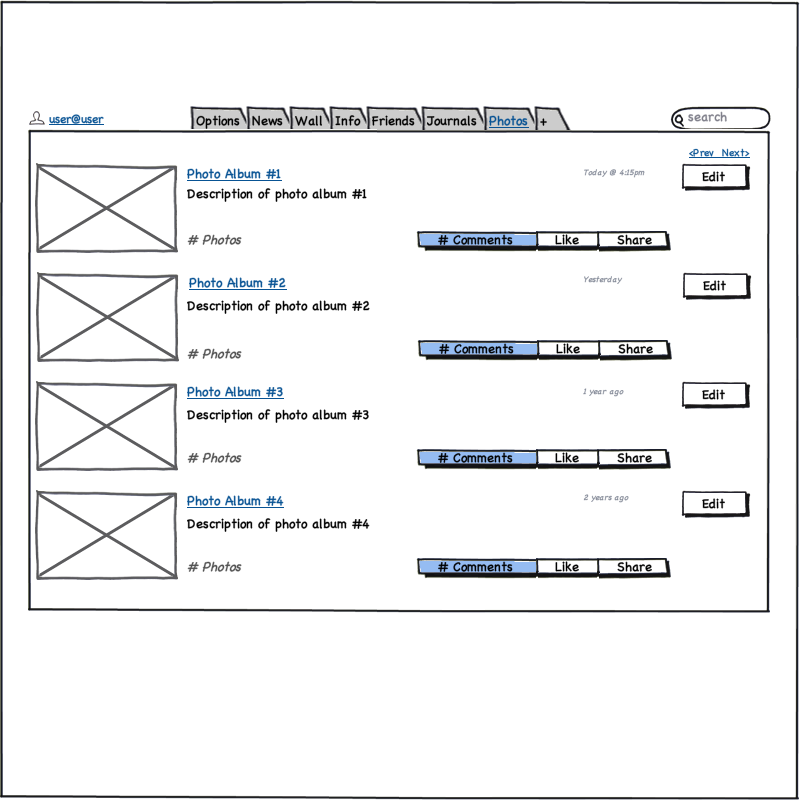 user@user Options News Wall Info Friends Journals Photos + search
<Prev Next>
Photo Album #1 Today @ 4:15pm Edit
Description of photo album #1
# Photos # Comments Like Share
Photo Album #2 Yesterday Edit
Description of photo album #2
# Photos # Comments Like Share
Photo Album #3 1 year ago Edit
Description of photo album #3
# Photos # Comments Like Share
Photo Album #4 2 years ago Edit
Description of photo album #4
# Photos # Comments Like Share